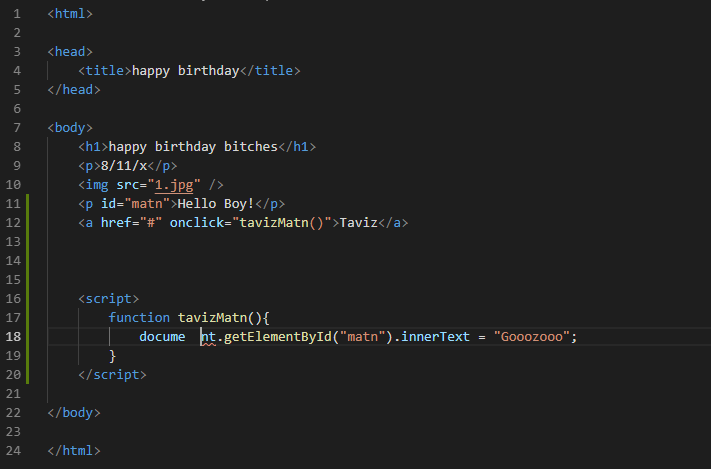 1 <html>
2
3 <head>
4     <title>happy birthday</title>
5 </head>
6
7 <body>
8     <h1>happy birthday bitches</h1>
9     <p>8/11/x</p>
10     <img src="1.jpg" />
11     <p id="matn">Hello Boy!</p>
12     <a href="#" onclick="tavizMatn()">Taviz</a>
13
14
15
16     <script>
17         function tavizMatn(){
18             docume  nt.getElementById("matn").innerText = "Gooozooo";
19         }
20     </script>
21
22 </body>
23
24 </html>